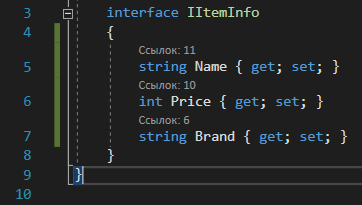 3 interface IItemInfo
4 {
Ссылок: 11
5 string Name { get; set; }
Ссылок: 10
6 int Price { get; set; }
Ссылок: 6
7 string Brand { get; set; }
8 }
9 }
10